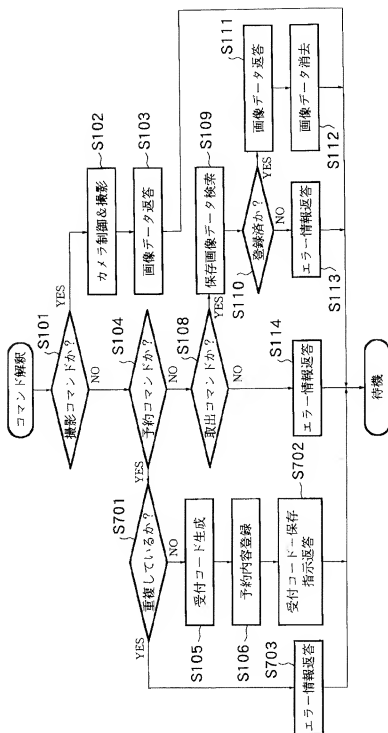 コマンド解釈
S101
撮影コマンドか？
YES
NO
S102
カメラ制御&撮影
S103
画像データ返答
S104
予約コマンドか？
YES
NO
S108
取出コマンドか？
YES
NO
S109
保存画像データ検索
S110
登録済か？
YES
NO
S111
画像データ返答
S112
画像データ消去
S113
エラー情報返答
S114
エラー情報返答
S701
重複しているか？
YES
NO
S105
受付コード生成
S106
予約内容登録
S702
受付コード－保存
指示返答
S703
エラー情報返答
待機